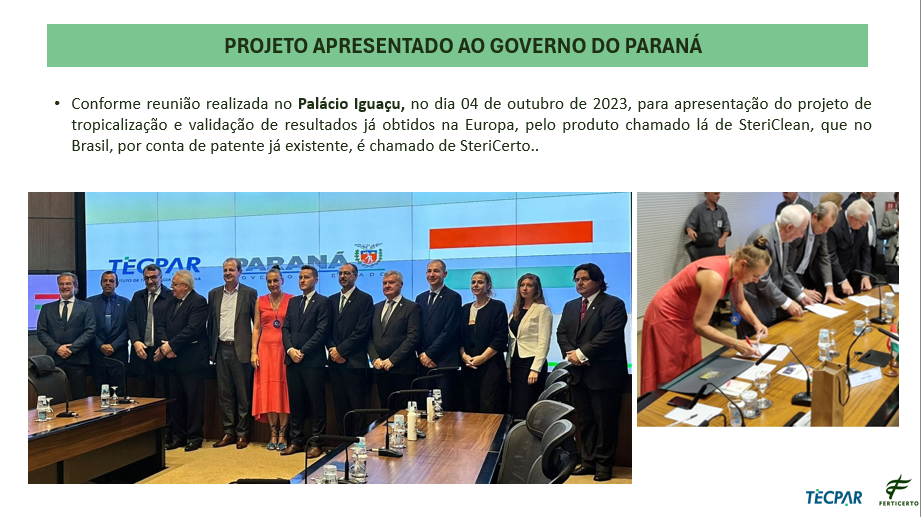 PROJETO APRESENTADO AO GOVERNO DO PARANÁ
• Conforme reunião realizada no Palácio Iguaçu, no dia 04 de outubro de 2023, para apresentação do projeto de
tropicalização e validação de resultados já obtidos na Europa, pelo produto chamado lá de SteriClean, que no
Brasil, por conta de patente já existente, é chamado de SteriCerto..
TECPAR
PARANÁ
TECPAR
FERTICERTO